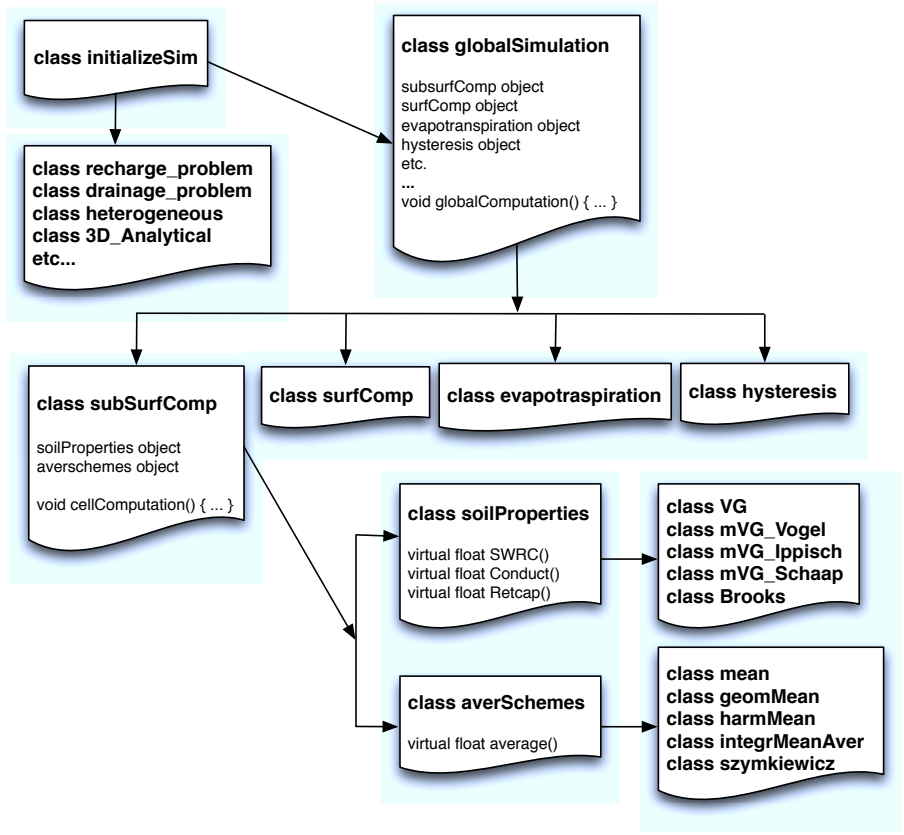 class initializeSim
class recharge_problem
class drainage_problem
class heterogeneous
class 3D_Analytical
etc...
class globalSimulation
subsurfComp object
surfComp object
evapotranspiration object
hysteresis object
etc.
...
void globalComputation() { ... }
class subSurfComp
soilProperties object
averschemes object
void cellComputation() { ... }
class surfComp
class evapotraspiration
class hysteresis
class soilProperties
virtual float SWRC()
virtual float Conduct()
virtual float Retcap()
class VG
class mVG_Vogel
class mVG_Ippisch
class mVG_Schaap
class Brooks
class averSchemes
virtual float average()
class mean
class geomMean
class harmMean
class integrMeanAver
class szymkiewicz